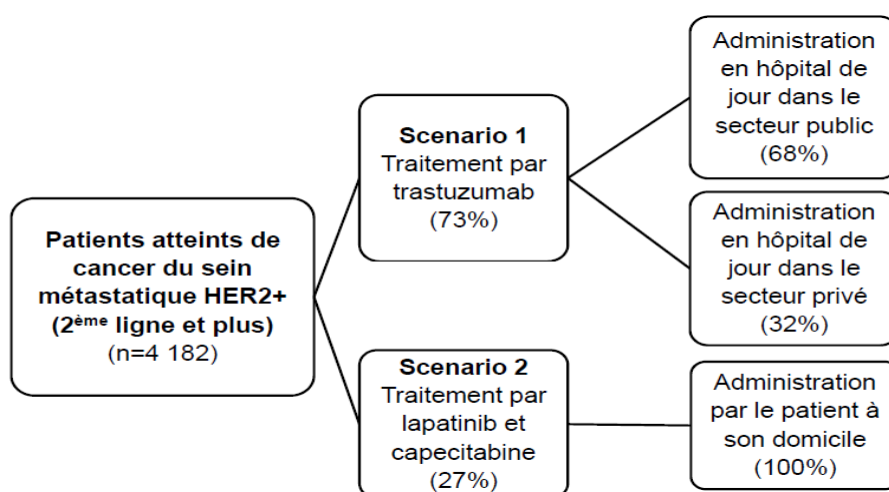 Patients atteints de
cancer du sein
métastatique HER2+
(2ème ligne et plus)
(n=4 182)
Scenario 1
Traitement par
trastuzumab
(73%)
Administration
en hôpital de
jour dans le
secteur public
(68%)
Administration
en hôpital de
jour dans le
secteur privé
(32%)
Scenario 2
Traitement par
lapatinib et
capecitabine
(27%)
Administration
par le patient à
son domicile
(100%)